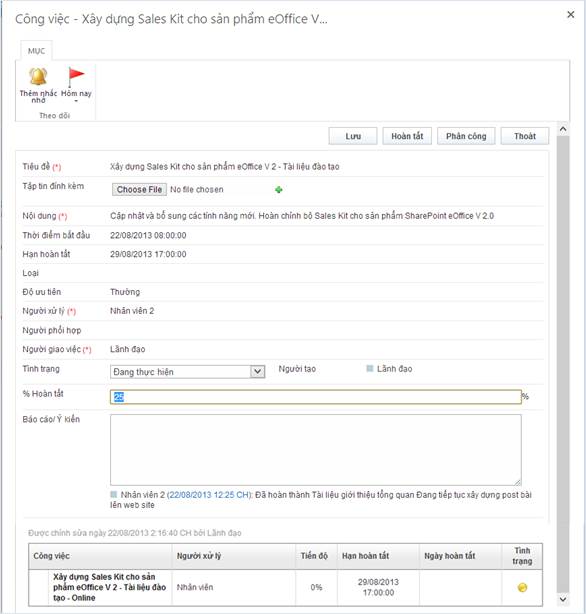 Công việc - Xây dựng Sales Kit cho sản phẩm eOffice V...
MỤC
Thêm nhắc nhở
Hôm nay
Theo dõi
Lưu
Hoàn tất
Phân công
Thoát
Tiêu đề (*) Xây dựng Sales Kit cho sản phẩm eOffice V 2 - Tài liệu đào tạo
Tập tin đính kèm Choose File No file chosen
Nội dung (*) Cập nhật và bổ sung các tính năng mới. Hoàn chỉnh bộ Sales Kit cho sản phẩm SharePoint eOffice V 2.0
Thời điểm bắt đầu 22/08/2013 08:00:00
Hạn hoàn tất 29/08/2013 17:00:00
Loại
Độ ưu tiên Thường
Người xử lý (*) Nhân viên 2
Người phối hợp
Người giao việc (*) Lãnh đạo
Tình trạng Đang thực hiện Người tạo Lãnh đạo
% Hoàn tất 25 %
Báo cáo/ Ý kiến
Nhân viên 2 (22/08/2013 12:25 CH): Đã hoàn thành Tài liệu giới thiệu tổng quan Đang tiếp tục xây dựng post bài
lên web site
Được chỉnh sửa ngày 22/08/2013 2:16:40 CH bởi Lãnh đạo
Công việc Người xử lý Tiến độ Hạn hoàn tất Ngày hoàn tất Tình trạng
Xây dựng Sales Kit cho sản
phẩm eOffice V 2 - Tài liệu đào
tạo - Online
Nhân viên 0% 29/08/2013
17:00:00